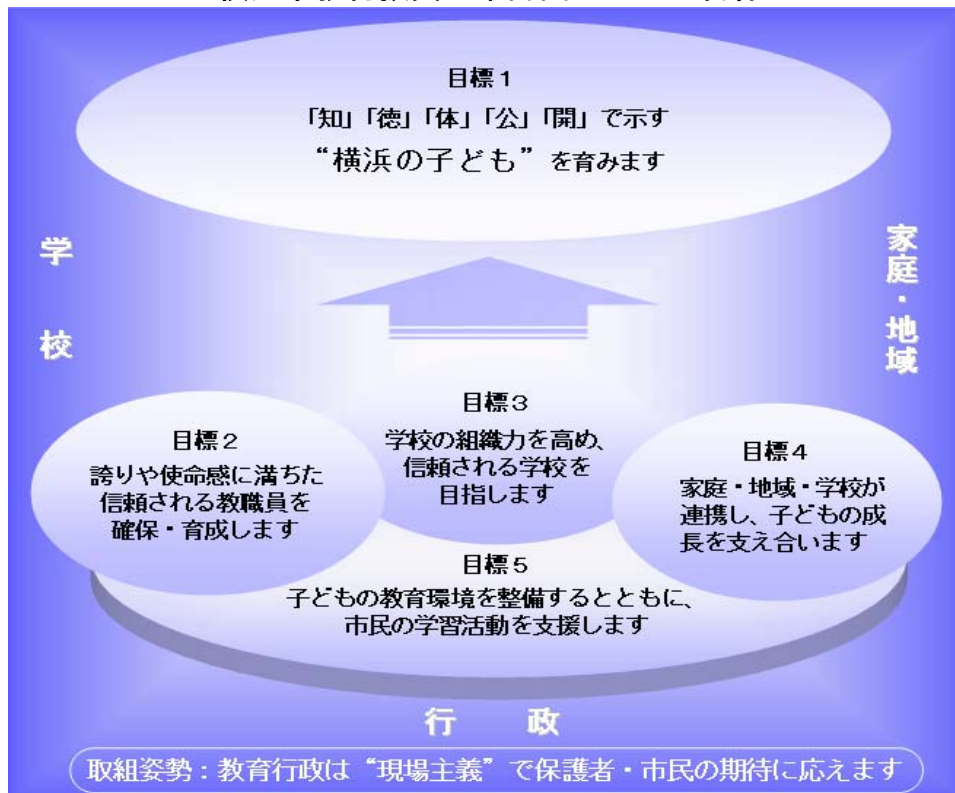 目標１
「知」「徳」「体」「公」「開」で示す
“横浜の子ども”を育みます
学校
家庭・地域
目標２
誇りや使命感に満ちた
信頼される教職員を
確保・育成します
目標３
学校の組織力を高め、
信頼される学校を
目指します
目標４
家庭・地域・学校が
連携し、子どもの成
長を支え合います
目標５
子どもの教育環境を整備するとともに、
市民の学習活動を支援します
行政
取組姿勢：教育行政は“現場主義”で保護者・市民の期待に応えます